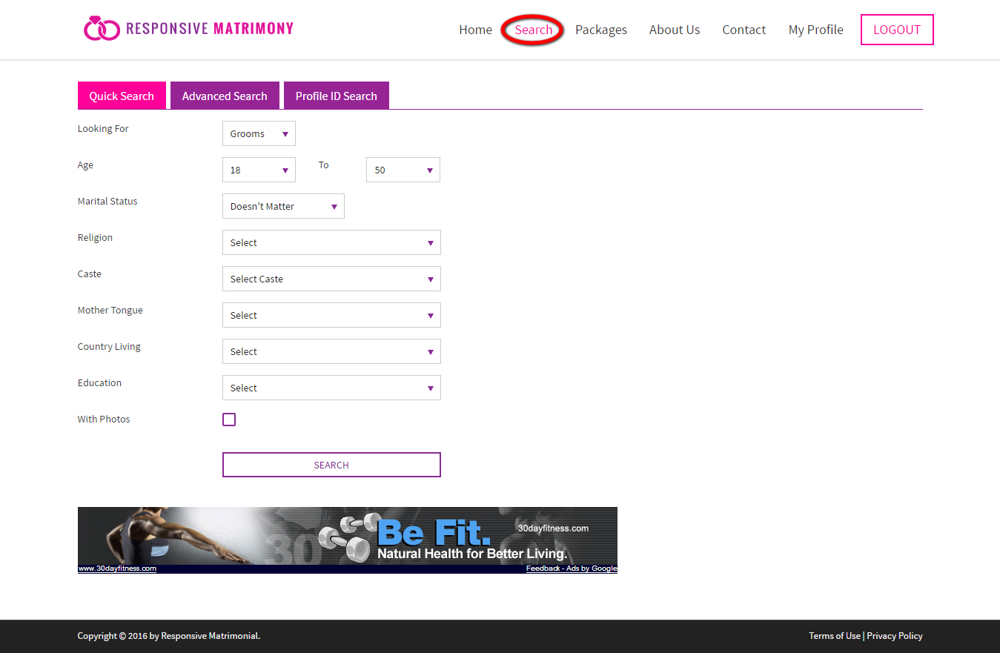 RESPONSIVE MATRIMONY
Home Search Packages About Us Contact My Profile LOGOUT
Quick Search Advanced Search Profile ID Search
Looking For Grooms
Age 18 To 50
Marital Status Doesn't Matter
Religion Select
Caste Select Caste
Mother Tongue Select
Country Living Select
Education Select
With Photos
SEARCH
30
Be Fit.
30dayfitness.com
Natural Health for Better Living.
www.30dayfitness.com Feedback - Ads by Google
Copyright © 2016 by Responsive Matrimonial. Terms of Use | Privacy Policy